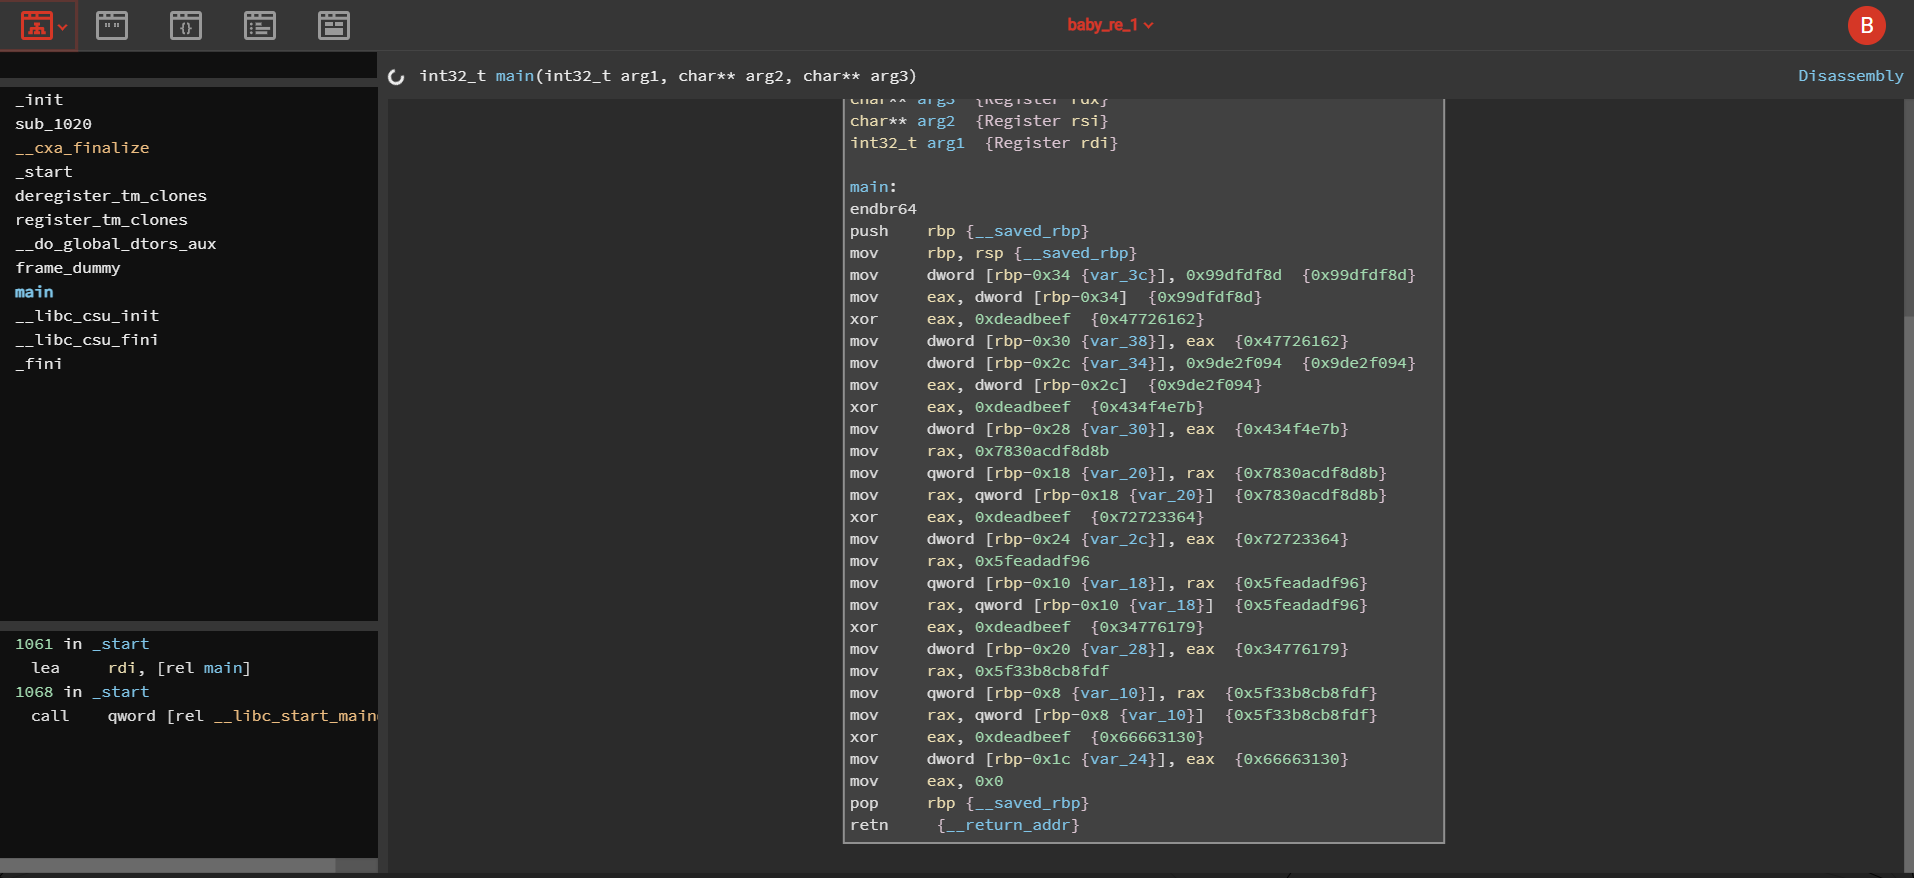 baby_re_1
B
int32_t main(int32_t arg1, char** arg2, char** arg3)
Disassembly
_init
sub_1020
__cxa_finalize
_start
deregister_tm_clones
register_tm_clones
__do_global_dtors_aux
frame_dummy
main
__libc_csu_init
__libc_csu_fini
_fini
1061 in _start
lea rdi, [rel main]
1068 in _start
call qword [rel __libc_start_main
char** arg3 {Register rdx}
char** arg2 {Register rsi}
int32_t arg1 {Register rdi}
main:
endbr64
push rbp {__saved_rbp}
mov rbp, rsp {__saved_rbp}
mov dword [rbp-0x34 {var_3c}], 0x99dfdf8d {0x99dfdf8d}
mov eax, dword [rbp-0x34] {0x99dfdf8d}
xor eax, 0xdeadbeef {0x47726162}
mov dword [rbp-0x30 {var_38}], eax {0x47726162}
mov dword [rbp-0x2c {var_34}], 0x9de2f094 {0x9de2f094}
mov eax, dword [rbp-0x2c] {0x9de2f094}
xor eax, 0xdeadbeef {0x434f4e7b}
mov dword [rbp-0x28 {var_30}], eax {0x434f4e7b}
mov rax, 0x7830acdf8d8b
mov qword [rbp-0x18 {var_20}], rax {0x7830acdf8d8b}
mov rax, qword [rbp-0x18 {var_20}] {0x7830acdf8d8b}
xor eax, 0xdeadbeef {0x72723364}
mov dword [rbp-0x24 {var_2c}], eax {0x72723364}
mov rax, 0x5feadadf96
mov qword [rbp-0x10 {var_18}], rax {0x5feadadf96}
mov rax, qword [rbp-0x10 {var_18}] {0x5feadadf96}
xor eax, 0xdeadbeef {0x34776179}
mov dword [rbp-0x20 {var_28}], eax {0x34776179}
mov rax, 0x5f33b8cb8fdf
mov qword [rbp-0x8 {var_10}], rax {0x5f33b8cb8fdf}
mov rax, qword [rbp-0x8 {var_10}] {0x5f33b8cb8fdf}
xor eax, 0xdeadbeef {0x66663130}
mov dword [rbp-0x1c {var_24}], eax {0x66663130}
mov eax, 0x0
pop rbp {__saved_rbp}
retn {__return_addr}